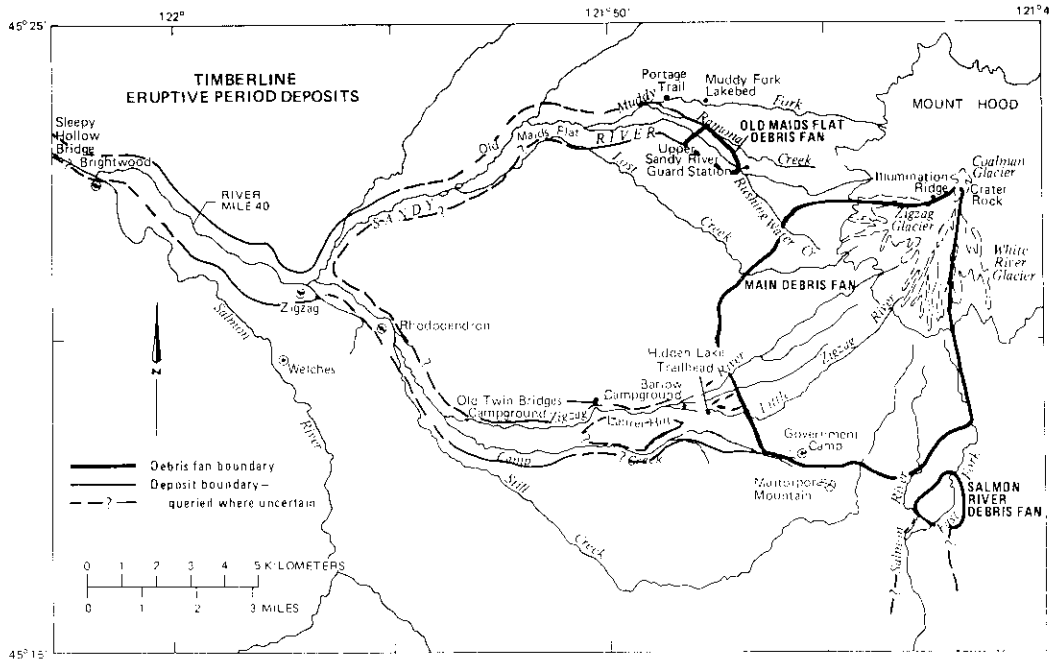 45°25'
122°
121°50'
121°4
TIMBERLINE
ERUPTIVE PERIOD DEPOSITS
Portage
Trail
Muddy Fork
Lakebed
MOUNT HOOD
Muddy
Fork
Ramond
Creek
OLD MAIDS FLAT
DEBRIS FAN
Sleepy
Hollow
Bridge
Brightwood
Old
Maids Flat
RIVER
Upper
Sandy River
Guard Station
Coalman
Glacier
Illumination
Ridge
Crater
Rock
RIVER
MILE 40
SANDY
Lost
Creek
Rushing Water
Cr
Zigzag
Glacier
White
River
Glacier
MAIN DEBRIS FAN
Zigzag
Salmon
River
Rhododendron
Welches
N
River
Zigzag
River
Little
Hidden Lake
Trailhead
Barlow
Campground
Old Twin Bridges
Campground
Zigzag
Laurel Hill
Camp
Creek
Government
Camp
Multorpor
Mountain
Still
Creek
River
Fork
East
Salmon
SALMON
RIVER
DEBRIS FAN
Debris fan boundary
Deposit boundary–
queried where uncertain
0 1 2 3 4 5 KILOMETERS
0 1 2 3 MILES
45°15'